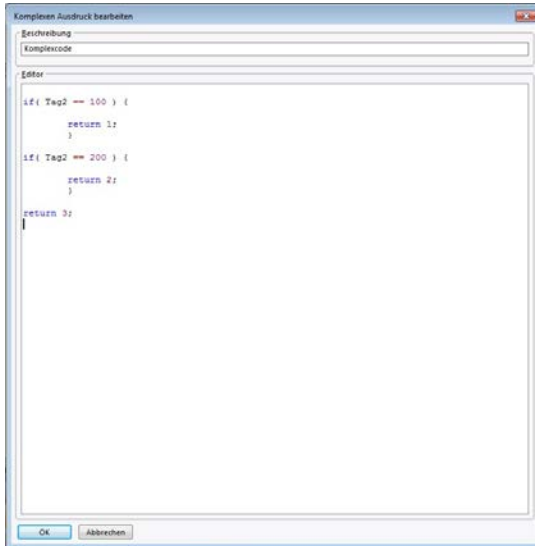 Komplexen Ausdruck bearbeiten
Beschreibung
Komplexcode
Editor
if( Tag2 == 100 ) {
return 1;
}
if( Tag2 == 200 ) {
return 2;
}
return 3;
OK Abbrechen